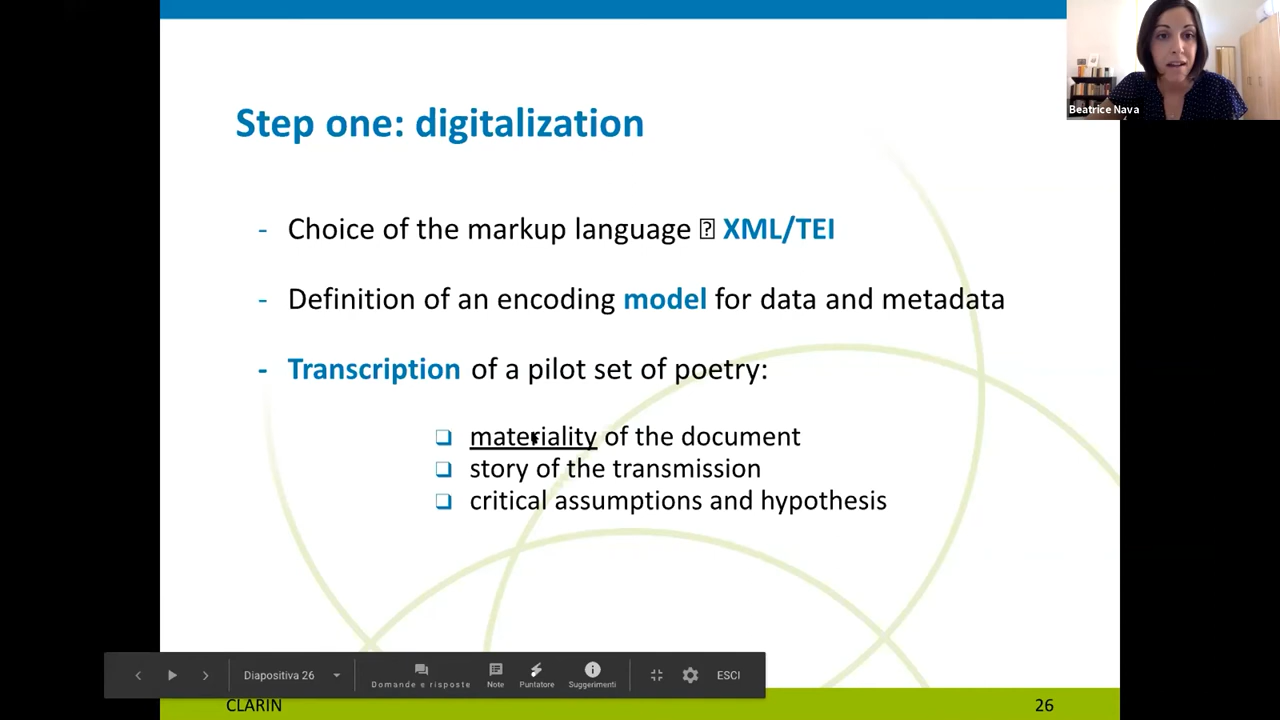 Beatrice Nava
Step one: digitalization
- Choice of the markup language ⍰ XML/TEI
- Definition of an encoding model for data and metadata
- Transcription of a pilot set of poetry:
❑ materiality of the document
❑ story of the transmission
❑ critical assumptions and hypothesis
Diapositiva 26
Domande e risposte
Note
Puntatore
Suggerimenti
ESCI
CLARIN
26